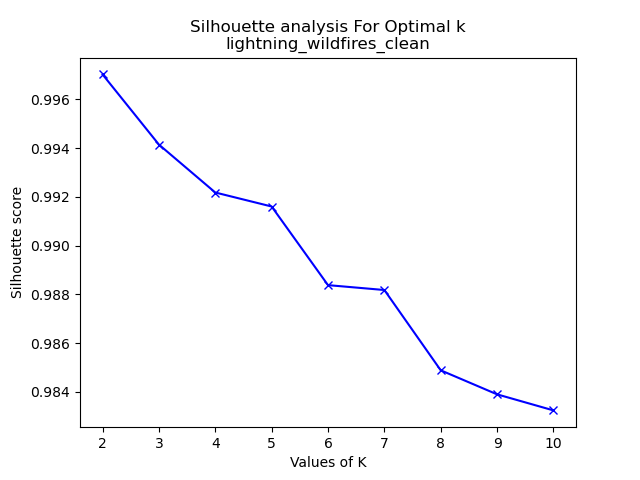 Silhouette analysis For Optimal k
lightning_wildfires_clean
Silhouette score
0.996
0.994
0.992
0.990
0.988
0.986
0.984
2 3 4 5 6 7 8 9 10
Values of K